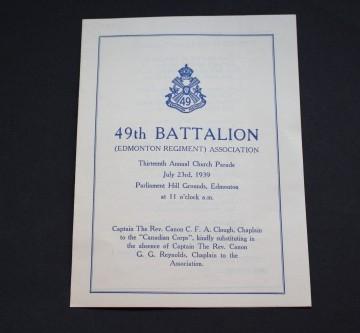 49
49th BATTALION
(EDMONTON REGIMENT) ASSOCIATION
Thirteenth Annual Church Parade
July 23rd, 1939
Parliament Hill Grounds, Edmonton
at 11 o'clock a.m.
Captain The Rev. Canon C. F. A. Clough, Chaplain
to the "Canadian Corps", kindly substituting in
the absence of Captain The Rev. Canon
G. G. Reynolds, Chaplain to the
Association.